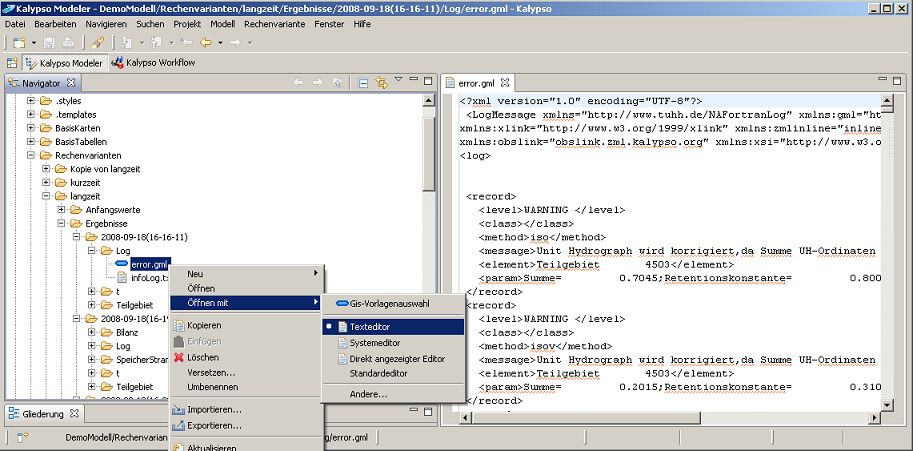 Kalypso Modeler - DemoModell/Rechenvarianten/langzeit/Ergebnisse/2008-09-18(16-16-11)/Log/error.gml - Kalypso
Datei Bearbeiten Navigieren Suchen Projekt Modell Rechenvariante Fenster Hilfe
Kalypso Modeler Kalypso Workflow
Navigator
.styles
.templates
BasisKarten
BasisTabellen
Rechenvarianten
Kopie von langzeit
kurzzeit
langzeit
Anfangswerte
Ergebnisse
2008-09-18(16-16-11)
Log
error.gml
infoLog.t
t
Teilgebiet
2008-09-18(16-1
Bilanz
Log
SpeicherStran
t
Teilgebiet
Neu
Öffnen
Öffnen mit
Kopieren
Einfügen
Löschen
Versetzen...
Umbenennen
Importieren...
Exportieren...
Aktualisieren
Gis-Vorlagenauswahl
Texteditor
Systemeditor
Direkt angezeigter Editor
Standardeditor
Andere...
Gliederung
DemoModell/Rechenvarian
g/error.gml
error.gml
<?xml version="1.0" encoding="UTF-8"?>
<LogMessage xmlns="http://www.tuhh.de/NAFortranLog" xmlns:gml="ht
xmlns:xlink="http://www.w3.org/1999/xlink" xmlns:zmlinline="inline
xmlns:obslink="obslink.zml.kalypso.org" xmlns:xsi="http://www.w3.o
<log>
<record>
<level>WARNING </level>
<class></class>
<method>iso</method>
<message>Unit Hydrograph wird korrigiert,da Summe UH-Ordinaten
<element>Teilgebiet 4503</element>
<param>Summe= 0.7045;Retentionskonstante= 0.800
</record>
<record>
<level>WARNING </level>
<class></class>
<method>isov</method>
<message>Unit Hydrograph wird korrigiert,da Summe UH-Ordinaten
<element>Teilgebiet 4503</element>
<param>Summe= 0.2015;Retentionskonstante= 0.310
</record>